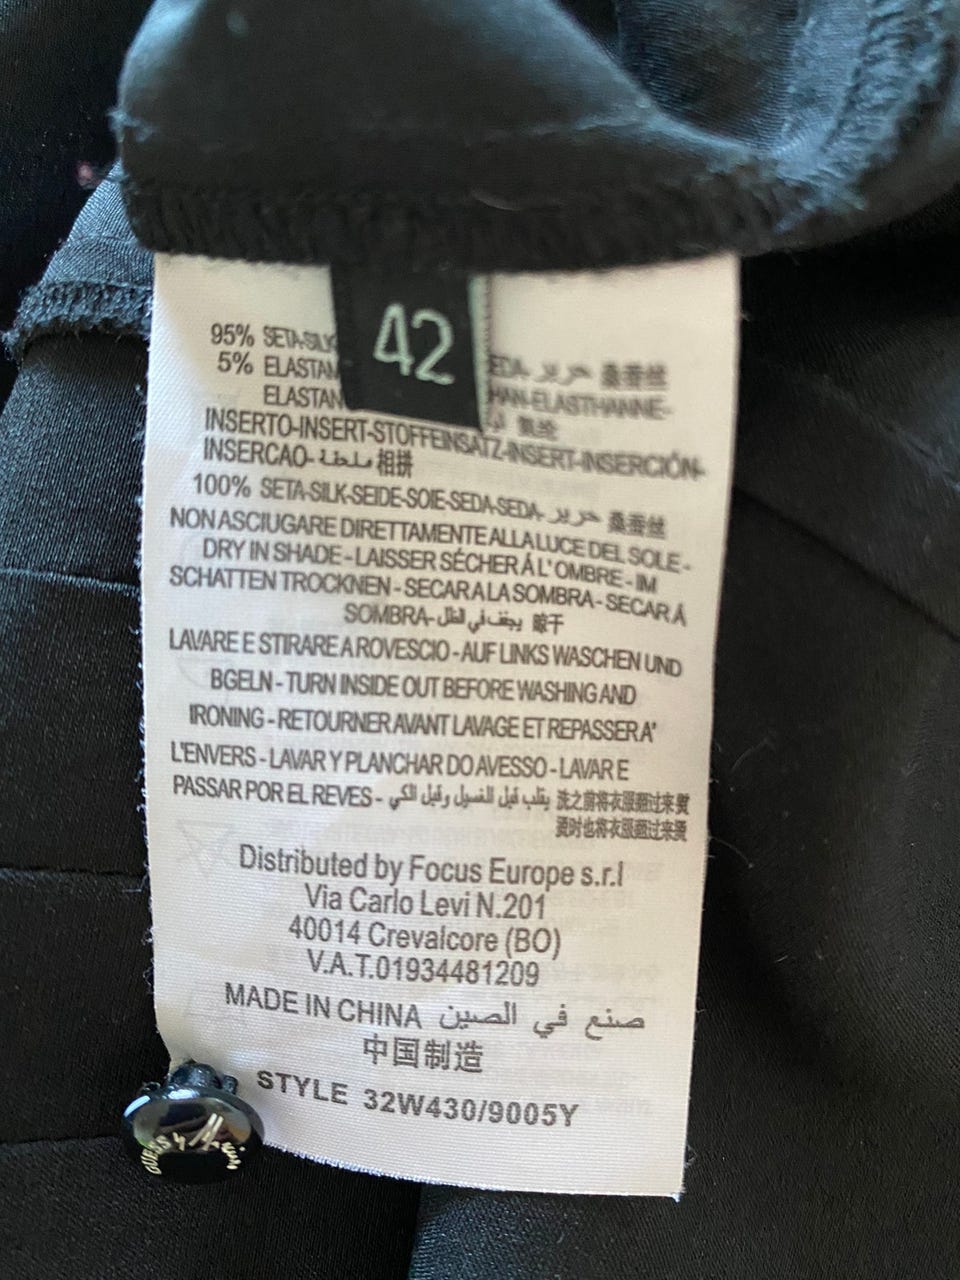 42
95% SETA-SILK
5% ELASTAN EDA- حرير 桑蚕丝
ELASTAN HAN-ELASTHANNE-
氨纶
INSERTO-INSERT-STOFFEINSATZ-INSERT-INSERCIÓN-
INSERCAO- ملحقة 相拼
100% SETA-SILK-SEIDE-SOIE-SEDA-SEDA- حرير 桑蚕丝
NON ASCIUGARE DIRETTAMENTE ALLA LUCE DEL SOLE -
DRY IN SHADE - LAISSER SÉCHER Á L' OMBRE - IM
SCHATTEN TROCKNEN - SECAR A LA SOMBRA - SECAR Á
SOMBRA- يجفف في الظل 晾干
LAVARE E STIRARE A ROVESCIO - AUF LINKS WASCHEN UND
BGELN - TURN INSIDE OUT BEFORE WASHING AND
IRONING - RETOURNER AVANT LAVAGE ET REPASSER A'
L'ENVERS - LAVAR Y PLANCHAR DO AVESSO - LAVAR E
PASSAR POR EL REVES - يقلب قبل الغسيل وقبل الكي 洗之前将衣服翻过来熨
烫时也将衣服翻过来烫
Distributed by Focus Europe s.r.l
Via Carlo Levi N.201
40014 Crevalcore (BO)
V.A.T.01934481209
MADE IN CHINA صنع في الصين
中国制造
STYLE 32W430/9005Y
GUESS by Marciano